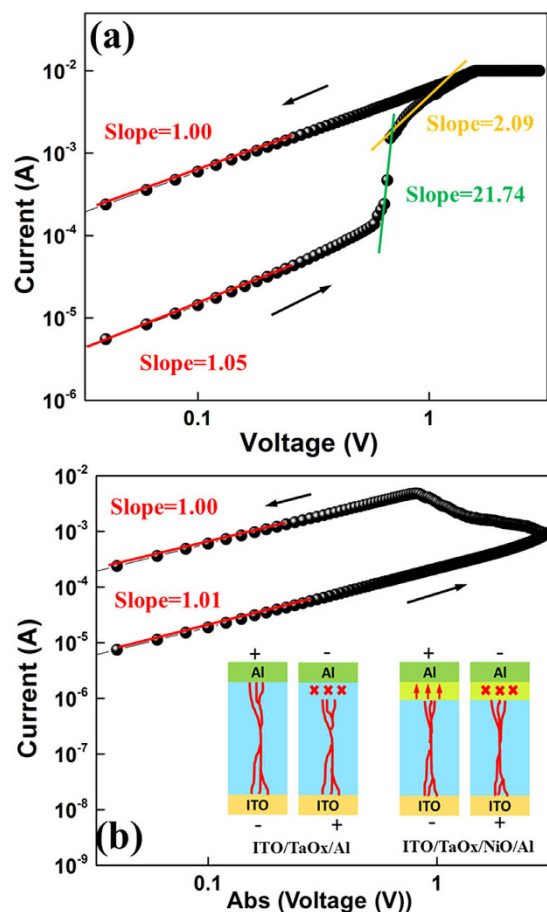 (a)
10⁻²
10⁻³
10⁻⁴
10⁻⁵
10⁻⁶
Current (A)
Slope=1.00
Slope=2.09
Slope=21.74
Slope=1.05
0.1
1
Voltage (V)
10⁻²
10⁻³
10⁻⁴
10⁻⁵
10⁻⁶
10⁻⁷
10⁻⁸
10⁻⁹
Current (A)
Slope=1.00
Slope=1.01
+ - + -
Al Al Al Al
ITO ITO ITO ITO
- + - +
ITO/TaOx/Al ITO/TaOx/NiO/Al
(b)
0.1
1
Abs (Voltage (V))